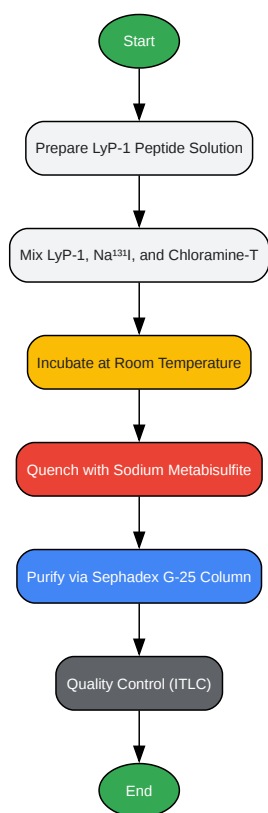 Start
Prepare LyP-1 Peptide Solution
Mix LyP-1, Na¹³¹I, and Chloramine-T
Incubate at Room Temperature
Quench with Sodium Metabisulfite
Purify via Sephadex G-25 Column
Quality Control (ITLC)
End